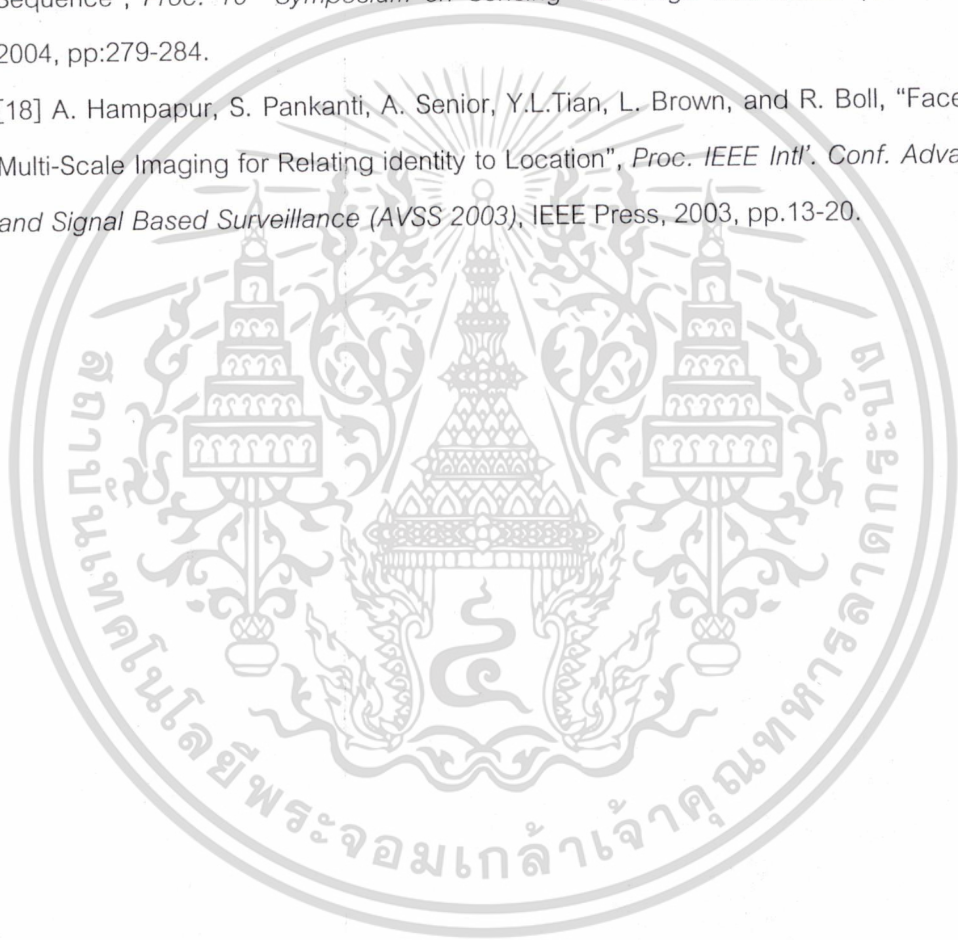 2004, pp:279-284.
[18] A. Hampapur, S. Pankanti, A. Senior, Y.L.Tian, L. Brown, and R. Boll, “Face
Multi-Scale Imaging for Relating identity to Location”, Proc. IEEE Intl’. Conf. Adva
and Signal Based Surveillance (AVSS 2003), IEEE Press, 2003, pp.13-20.
สถาบันเทคโนโลยีพระจอมเกล้าเจ้าคุณทหารลาดกระบัง